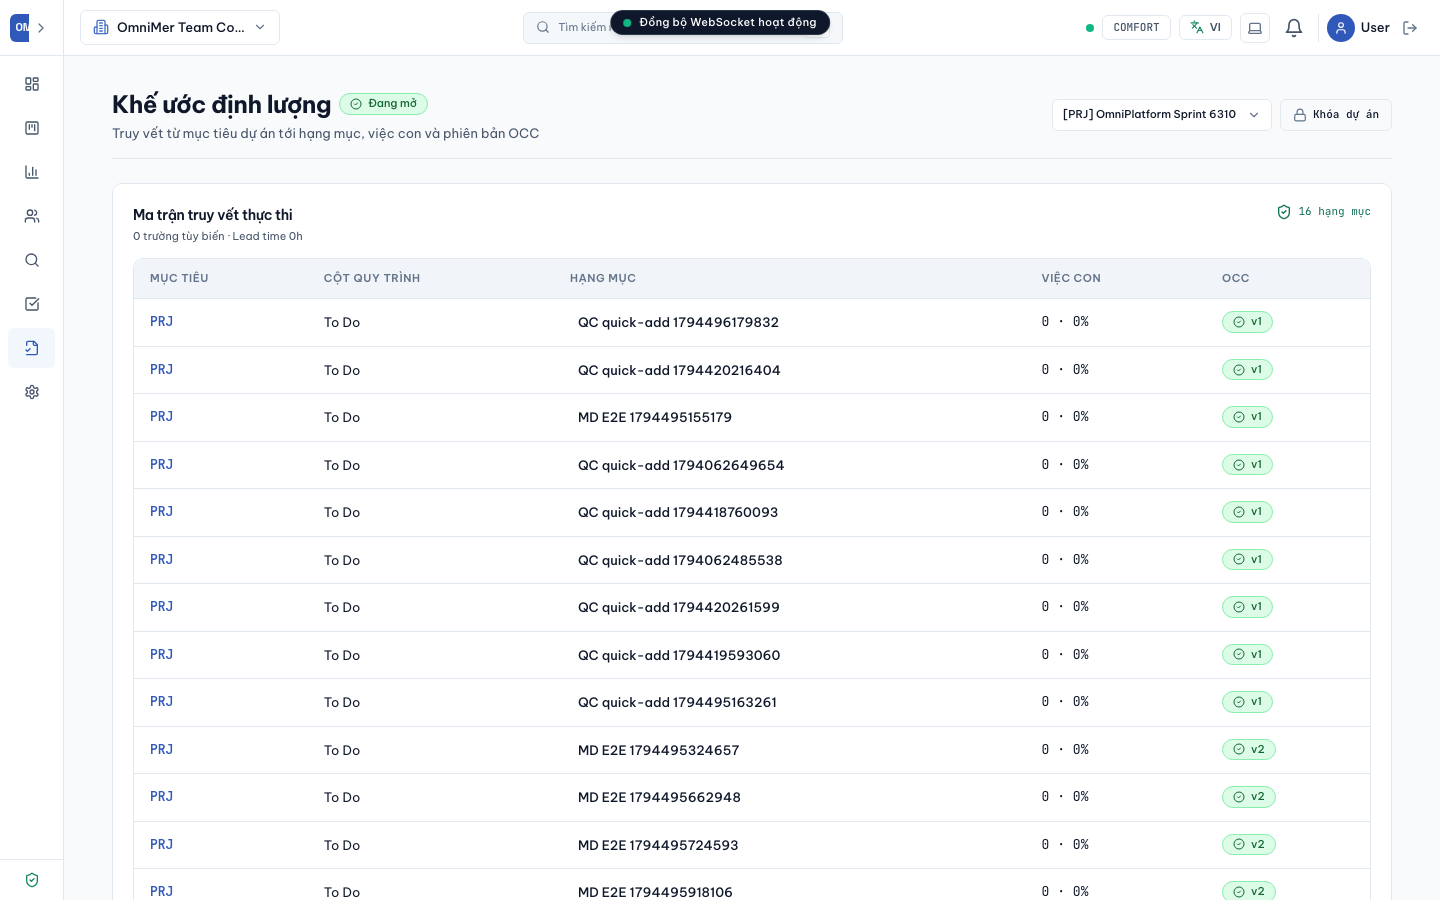 OmniMer Team Co...
Tìm kiếm
Đồng bộ WebSocket hoạt động
COMFORT
VI
User
Khế ước định lượng
Đang mở
Truy vết từ mục tiêu dự án tới hạng mục, việc con và phiên bản OCC
[PRJ] OmniPlatform Sprint 6310
Khóa dự án
Ma trận truy vết thực thi
0 trường tùy biến · Lead time 0h
16 hạng mục
MỤC TIÊU CỘT QUY TRÌNH HẠNG MỤC VIỆC CON OCC
PRJ To Do QC quick-add 1794496179832 0 · 0% v1
PRJ To Do QC quick-add 1794420216404 0 · 0% v1
PRJ To Do MD E2E 1794495155179 0 · 0% v1
PRJ To Do QC quick-add 1794062649654 0 · 0% v1
PRJ To Do QC quick-add 1794418760093 0 · 0% v1
PRJ To Do QC quick-add 1794062485538 0 · 0% v1
PRJ To Do QC quick-add 1794420261599 0 · 0% v1
PRJ To Do QC quick-add 1794419593060 0 · 0% v1
PRJ To Do QC quick-add 1794495163261 0 · 0% v1
PRJ To Do MD E2E 1794495324657 0 · 0% v2
PRJ To Do MD E2E 1794495662948 0 · 0% v2
PRJ To Do MD E2E 1794495724593 0 · 0% v2
PRJ To Do MD E2E 1794495918106 0 · 0% v2